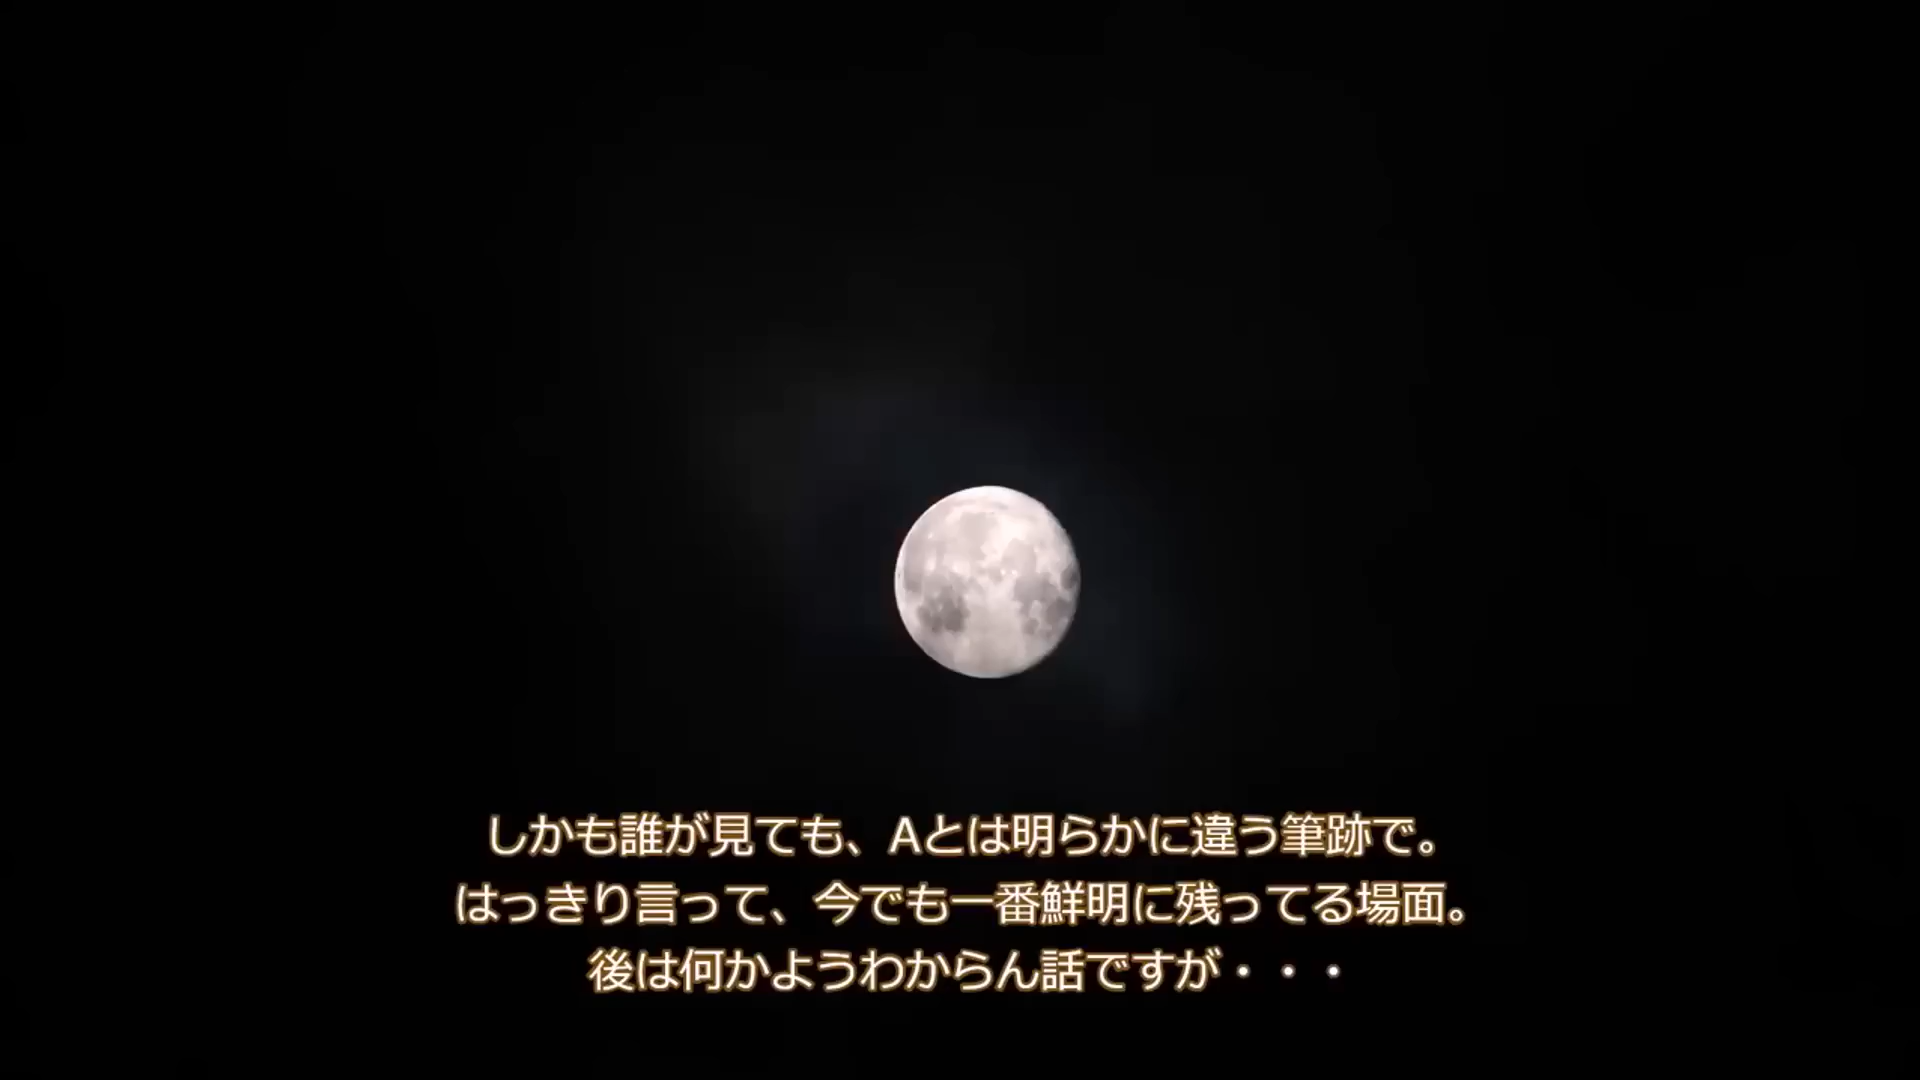 しかも誰が見ても、Aとは明らかに違う筆跡で。
はっきり言って、今でも一番鮮明に残ってる場面。
後は何かようわからん話ですが・・・